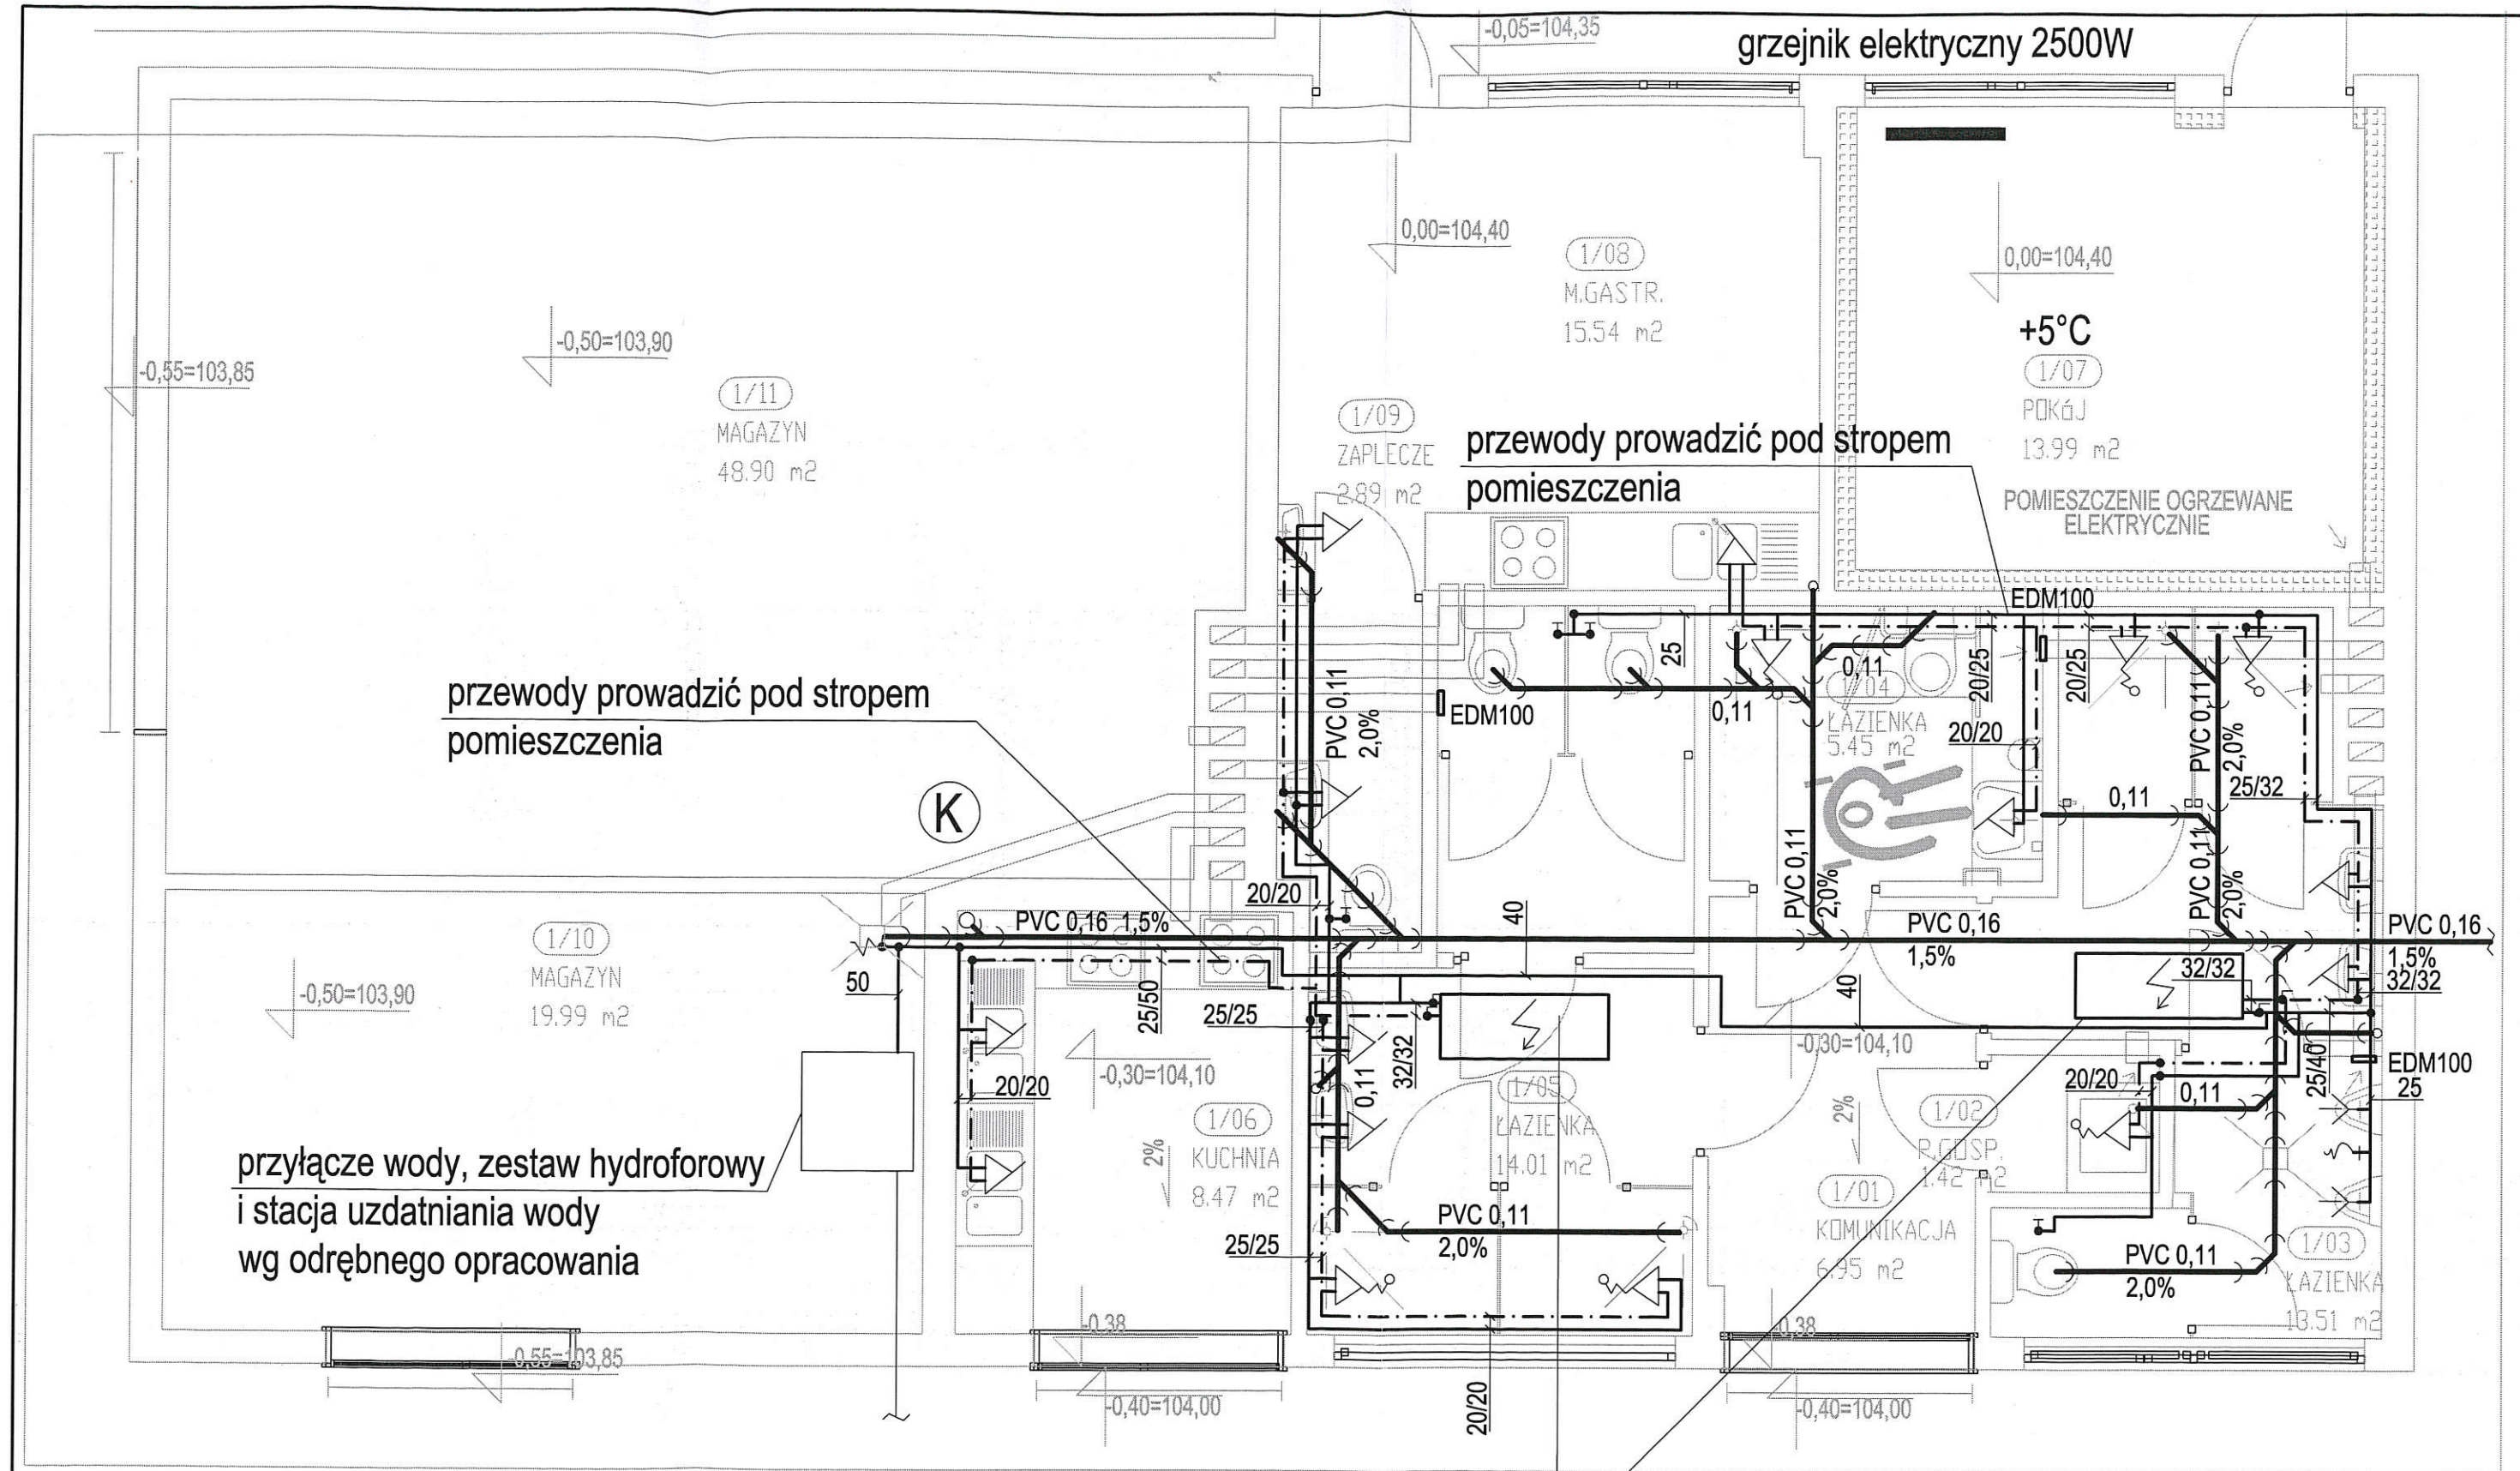 -0,05=104,35
grzejnik elektryczny 2500W
0,00=104,40
1/08
M.GASTR.
15.54 m2
0,00=104,40
+5°C
1/07
POKóJ
13.99 m2
POMIESZCZENIE OGRZEWANE
ELEKTRYCZNIE
-0,50=103,90
-0,55=103,85
1/11
MAGAZYN
48.90 m2
1/09
ZAPLECZE
2.89 m2
przewody prowadzić pod stropem
pomieszczenia
EDM100
25
20/25
20/25
0,11
1/04
ŁAZIENKA
5.45 m2
0,11
EDM100
PVC 0,11
2,0%
20/20
PVC 0,11
2,0%
25/32
0,11
przewody prowadzić pod stropem
pomieszczenia
K
PVC 0,11
2,0%
PVC 0,11
2,0%
20/20
40
PVC 0,16 1,5%
PVC 0,16
1,5%
PVC 0,16
1,5%
32/32
32/32
1/10
MAGAZYN
19.99 m2
-0,50=103,90
50
25/50
25/25
32/32
40
-0,30=104,10
-0,30=104,10
20/20
0,11
25/40
EDM100
25
20/20
0,11
1/06
KUCHNIA
8.47 m2
2%
1/05
ŁAZIENKA
14.01 m2
2%
1/02
P.GOSP.
1.42 m2
1/01
KOMUNIKACJA
6.95 m2
przyłącze wody, zestaw hydroforowy
i stacja uzdatniania wody
wg odrębnego opracowania
25/25
PVC 0,11
2,0%
PVC 0,11
2,0%
1/03
ŁAZIENKA
13.51 m2
-0,38
-0,38
-0,55=103,85
-0,40=104,00
20/20
-0,40=104,00